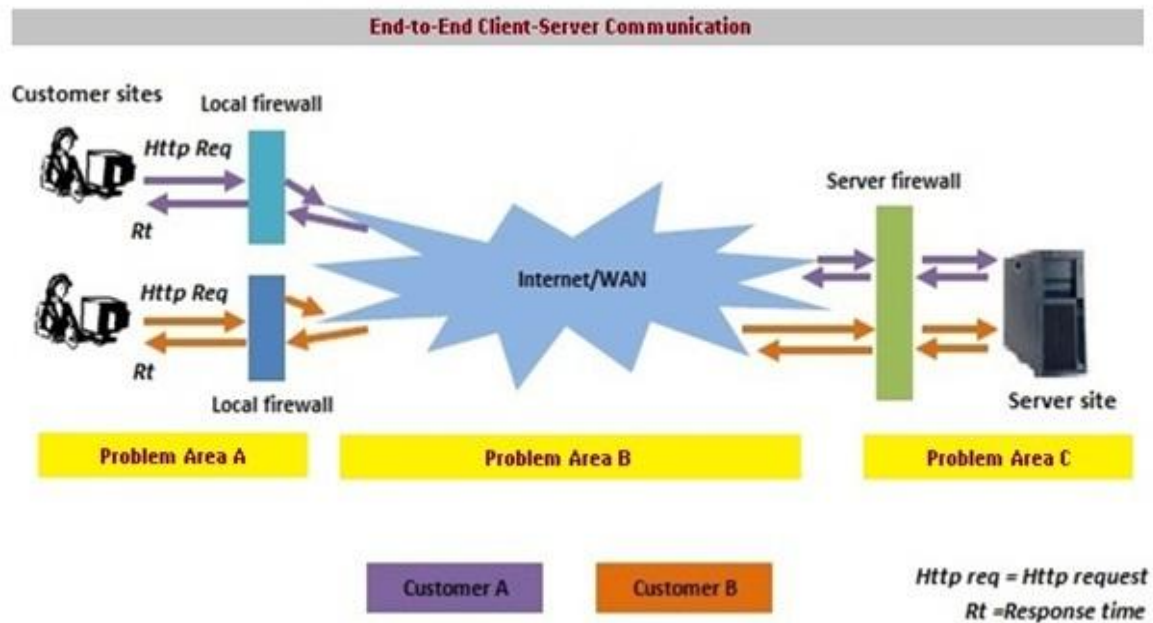 End-to-End Client-Server Communication
Customer sites
Local firewall
Http Req
Rt
Server firewall
Internet/WAN
Http Req
Rt
Local firewall
Server site
Problem Area A
Problem Area B
Problem Area C
Customer A
Customer B
Http req = Http request
Rt =Response time